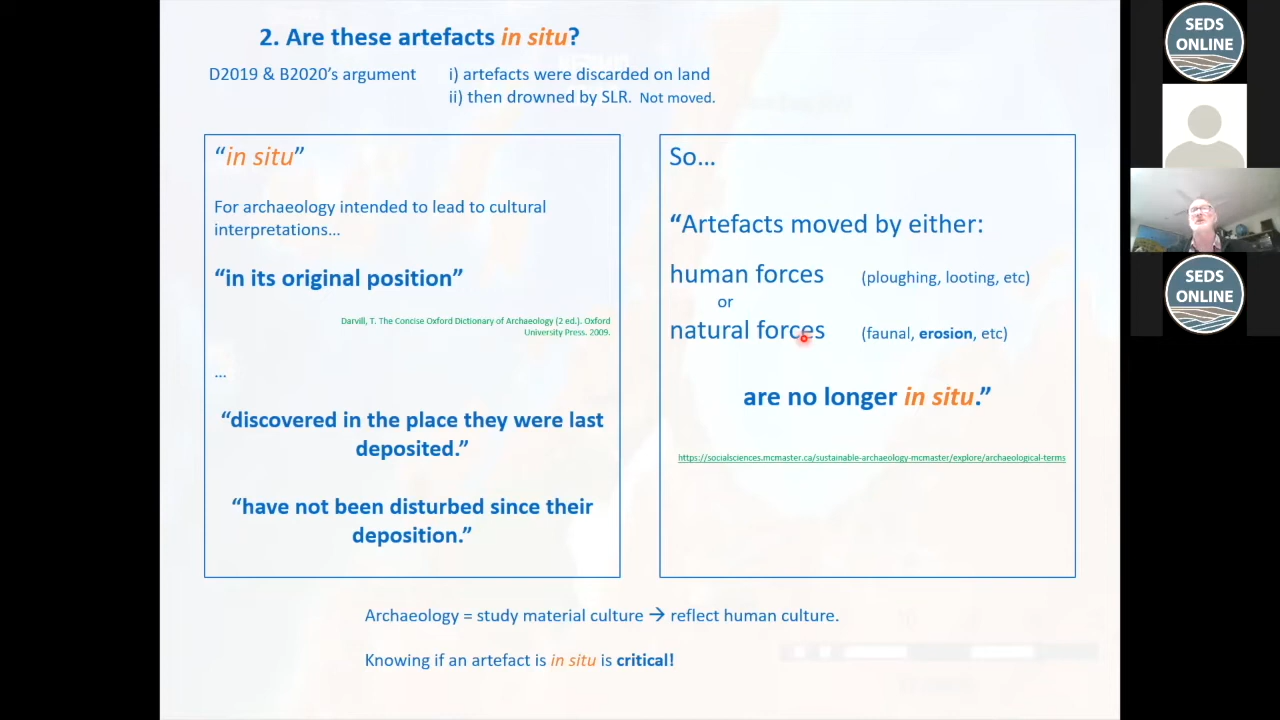 2. Are these artefacts in situ?
D2019 & B2020's argument i) artefacts were discarded on land
ii) then drowned by SLR. Not moved.
"in situ"
For archaeology intended to lead to cultural
interpretations...
"in its original position"
Darvill, T. The Concise Oxford Dictionary of Archaeology (2 ed.). Oxford
University Press. 2009.
...
"discovered in the place they were last
deposited."
"have not been disturbed since their
deposition."
So...
"Artefacts moved by either:
human forces (ploughing, looting, etc)
or
natural forces (faunal, erosion, etc)
are no longer in situ."
https://socialsciences.mcmaster.ca/sustainable-archaeology-mcmaster/explore/archaeological-terms
Archaeology = study material culture → reflect human culture.
Knowing if an artefact is in situ is critical!
SEDS
ONLINE
SEDS
ONLINE